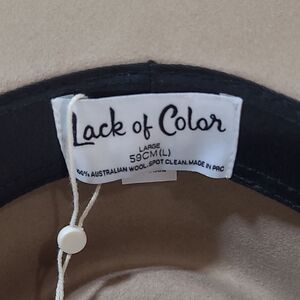 Lack of Color
LARGE
59CM (L)
100% AUSTRALIAN WOOL. SPOT CLEAN. MADE IN PRC